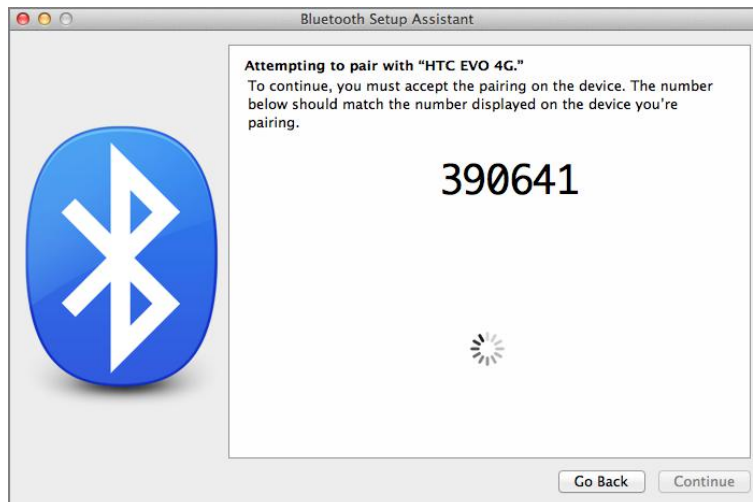 Bluetooth Setup Assistant
Attempting to pair with “HTC EVO 4G.”
To continue, you must accept the pairing on the device. The number
below should match the number displayed on the device you’re
pairing.
390641
Go Back
Continue